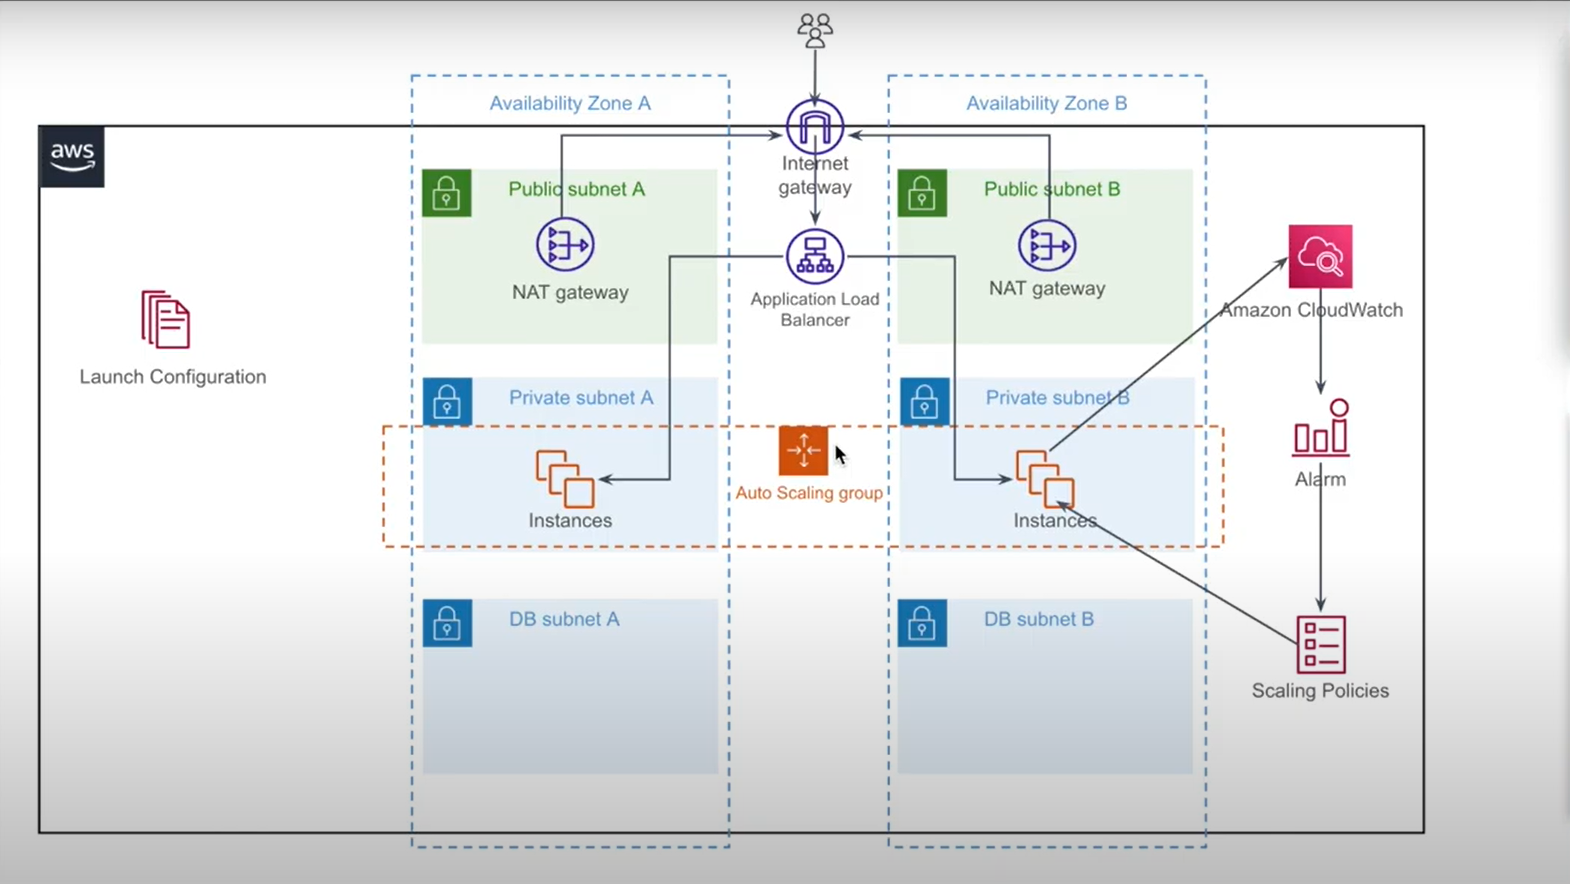 Availability Zone A
Availability Zone B
aws
Internet
gateway
Public subnet A
Public subnet B
NAT gateway
NAT gateway
Application Load
Balancer
Amazon CloudWatch
Launch Configuration
Private subnet A
Private subnet B
Auto Scaling group
Instances
Instances
Alarm
DB subnet A
DB subnet B
Scaling Policies